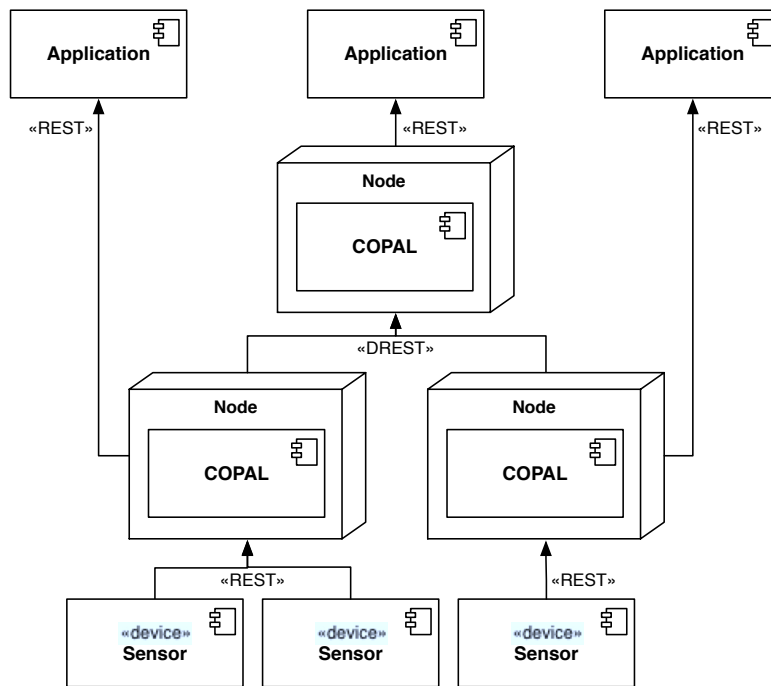 Application
Application
Application
«REST»
«REST»
«REST»
Node
COPAL
«DREST»
Node
Node
COPAL
COPAL
«REST»
«REST»
«device»
Sensor
«device»
Sensor
«device»
Sensor